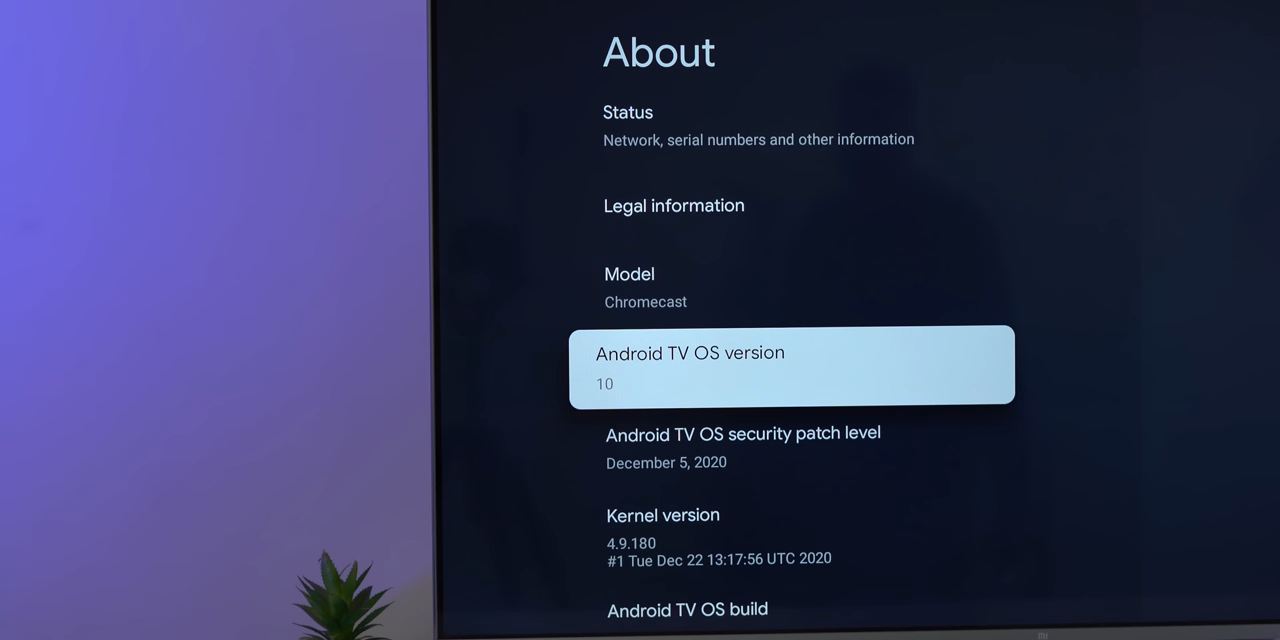 About
Status
Network, serial numbers and other information
Legal information
Model
Chromecast
Android TV OS version
10
Android TV OS security patch level
December 5, 2020
Kernel version
4.9.180
#1 Tue Dec 22 13:17:56 UTC 2020
Android TV OS build